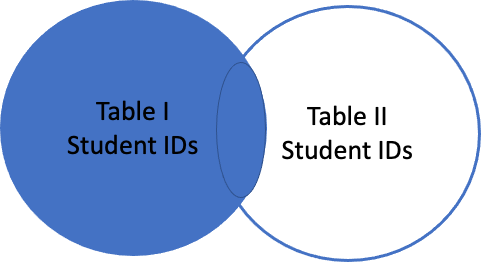 Table I
Student IDs
Table II
Student IDs